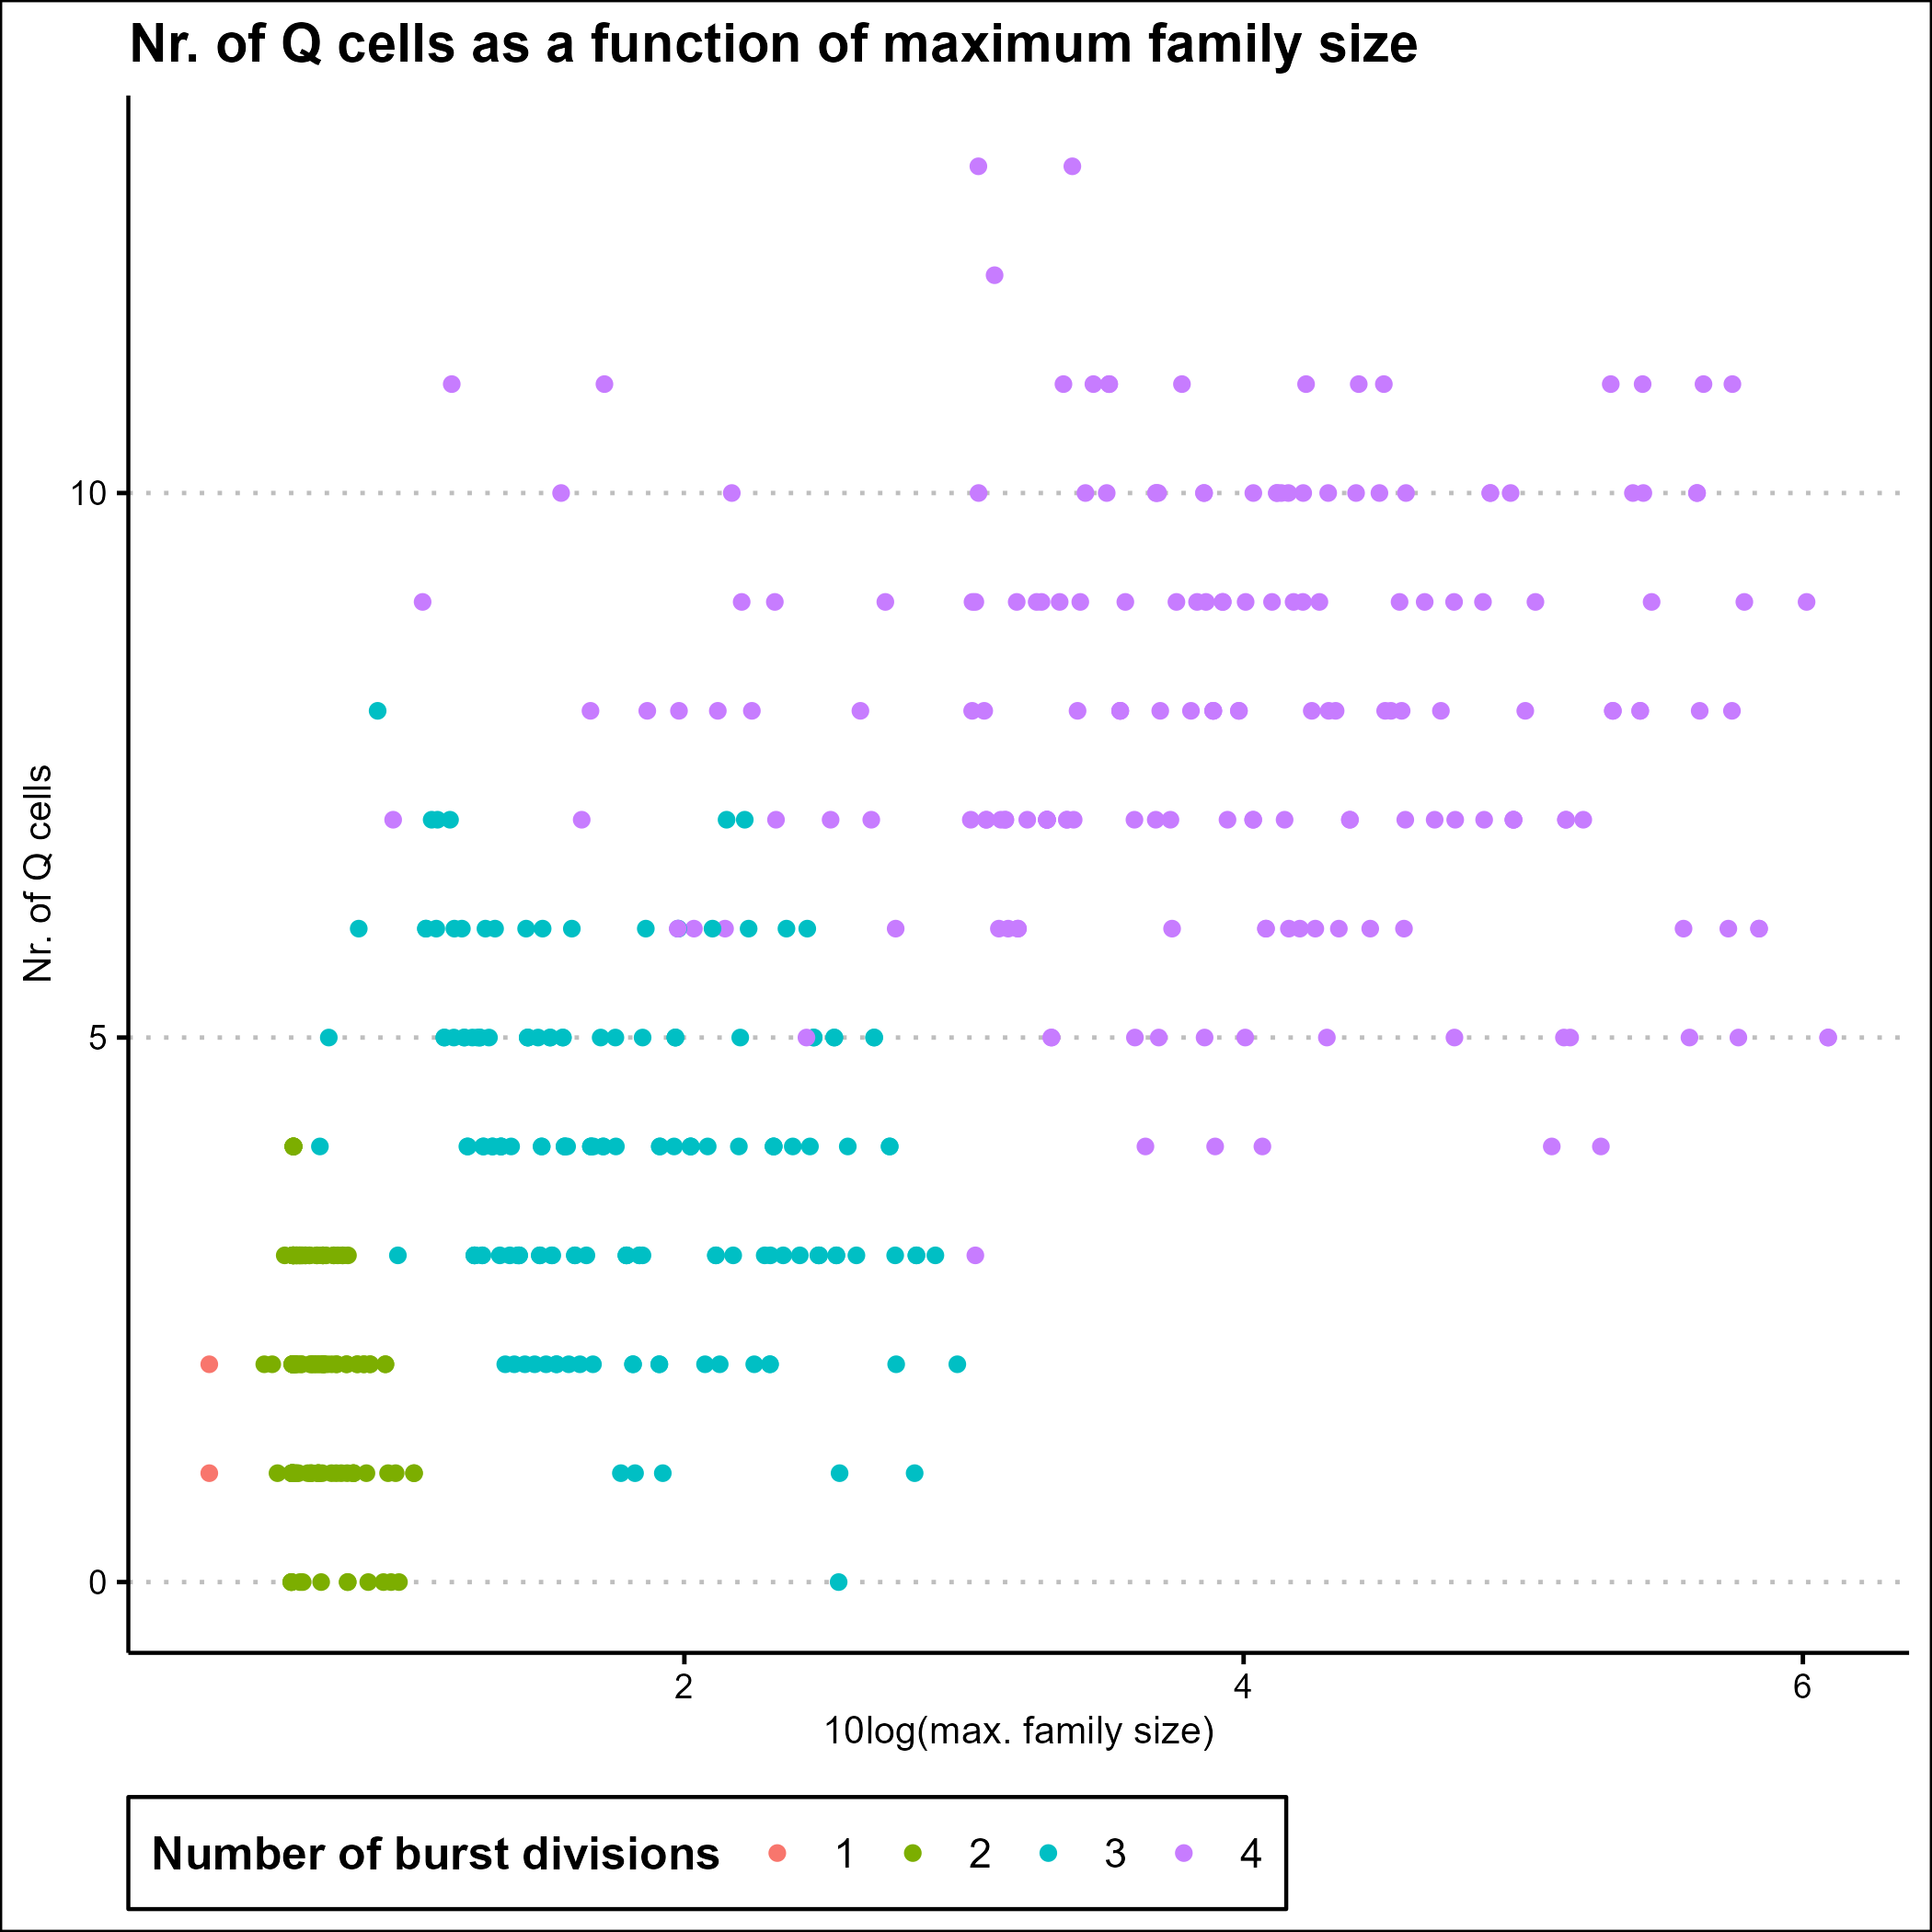 Nr. of Q cells as a function of maximum family size
10
5
0
Nr. of Q cells
2 4 6
10log(max. family size)
Number of burst divisions 1 2 3 4